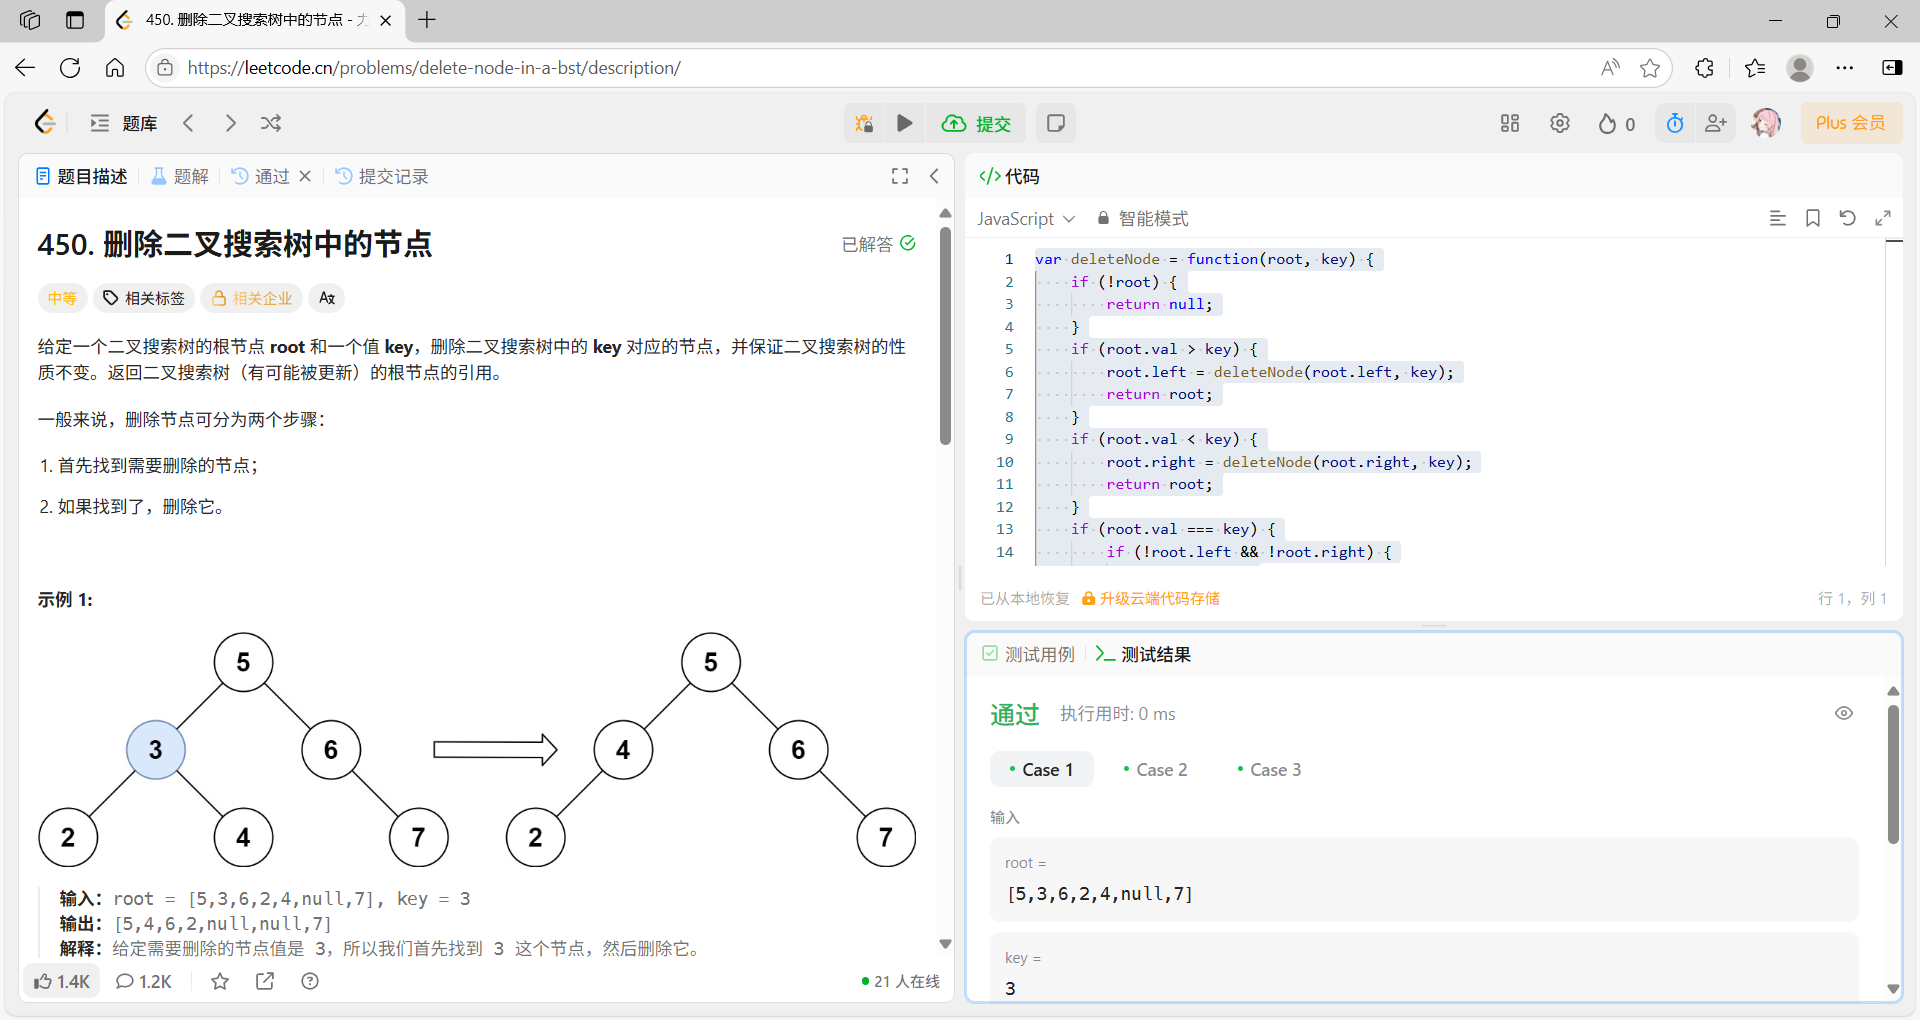 450. 删除二叉搜索树中的节点 - 力
https://leetcode.cn/problems/delete-node-in-a-bst/description/
题库
提交
0
Plus 会员
题目描述
题解
通过
提交记录
450. 删除二叉搜索树中的节点
已解答
中等
相关标签
相关企业
给定一个二叉搜索树的根节点 root 和一个值 key，删除二叉搜索树中的 key 对应的节点，并保证二叉搜索树的性
质不变。返回二叉搜索树（有可能被更新）的根节点的引用。
一般来说，删除节点可分为两个步骤：
1. 首先找到需要删除的节点；
2. 如果找到了，删除它。
示例 1:
5
3
6
2
4
7
5
4
6
2
7
输入：root = [5,3,6,2,4,null,7], key = 3
输出：[5,4,6,2,null,null,7]
解释：给定需要删除的节点值是 3，所以我们首先找到 3 这个节点，然后删除它。
1.4K
1.2K
21 人在线
</> 代码
JavaScript
智能模式
1 var deleteNode = function(root, key) {
2 if (!root) {
3 return null;
4 }
5 if (root.val > key) {
6 root.left = deleteNode(root.left, key);
7 return root;
8 }
9 if (root.val < key) {
10 root.right = deleteNode(root.right, key);
11 return root;
12 }
13 if (root.val === key) {
14 if (!root.left && !root.right) {
已从本地恢复
升级云端代码存储
行 1，列 1
测试用例
测试结果
通过
执行用时: 0 ms
Case 1
Case 2
Case 3
输入
root =
[5,3,6,2,4,null,7]
key =
3